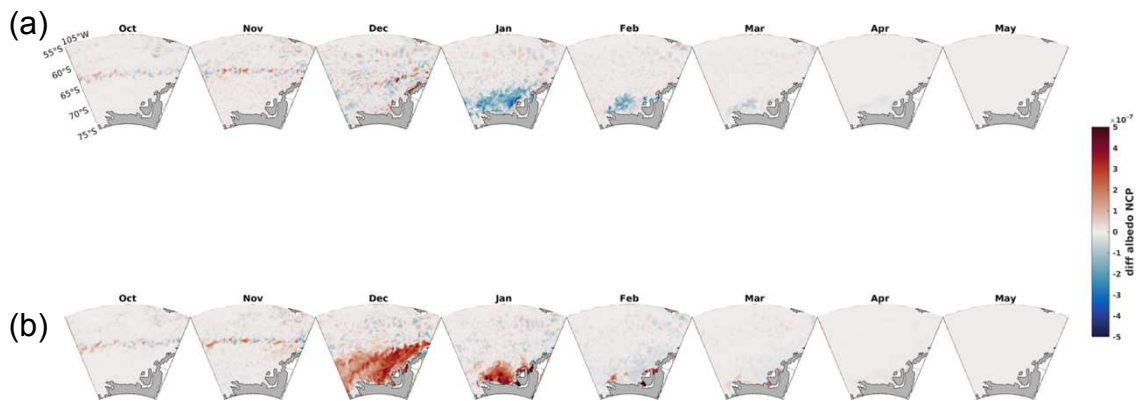 (a)
Oct Nov Dec Jan Feb Mar Apr May
105°W
55°S
60°S
65°S
70°S
75°S
×10⁻⁷
5
4
3
2
1
0
-1
-2
-3
-4
-5
diff albedo NCP
(b)
Oct Nov Dec Jan Feb Mar Apr May